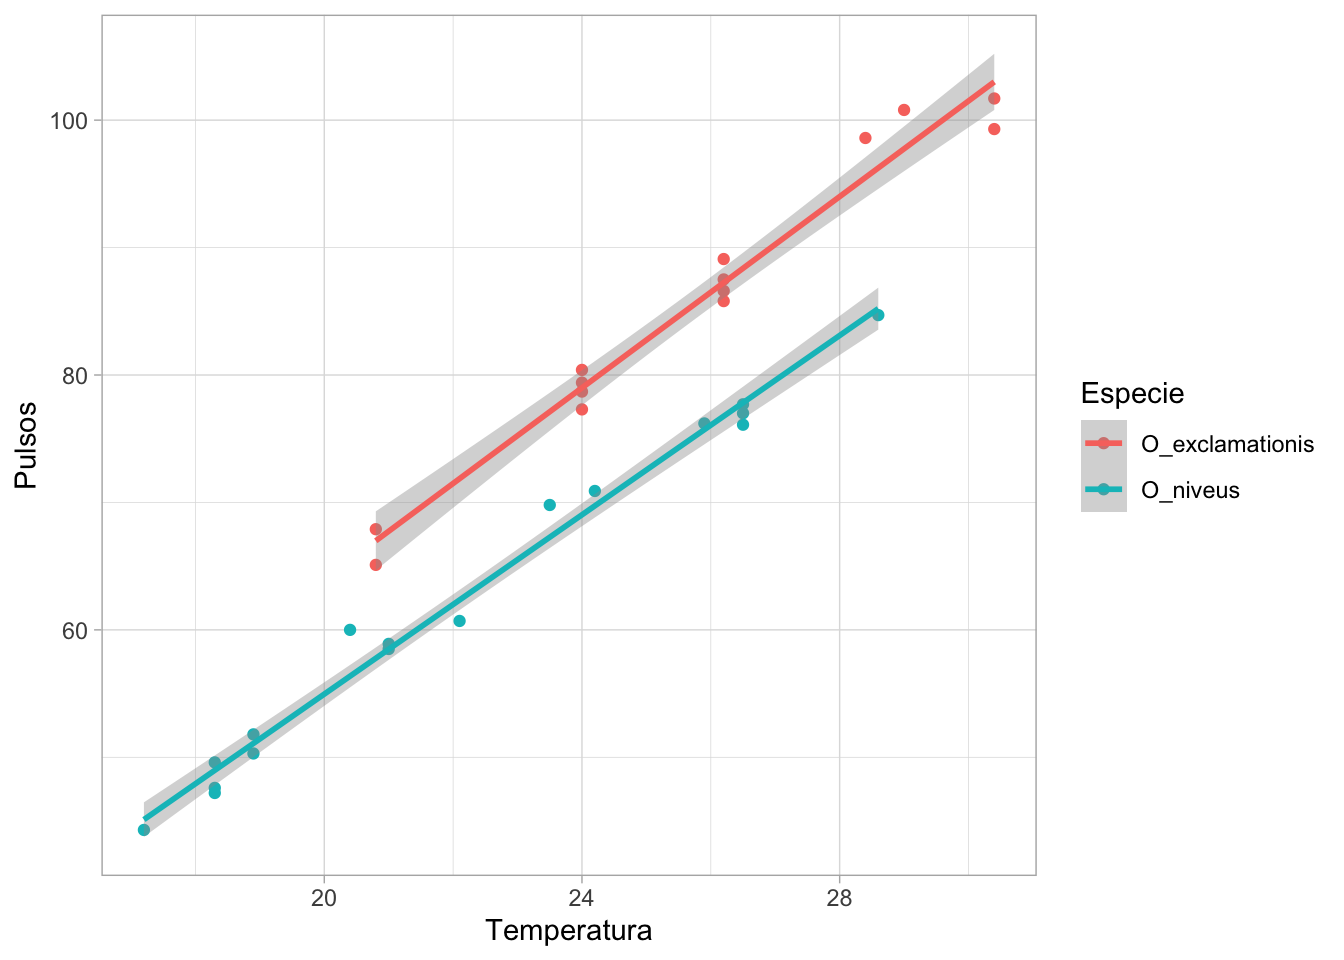 100
80
60
Pulsos
20 24 28
Temperatura
Especie
O_exclamationis
O_niveus